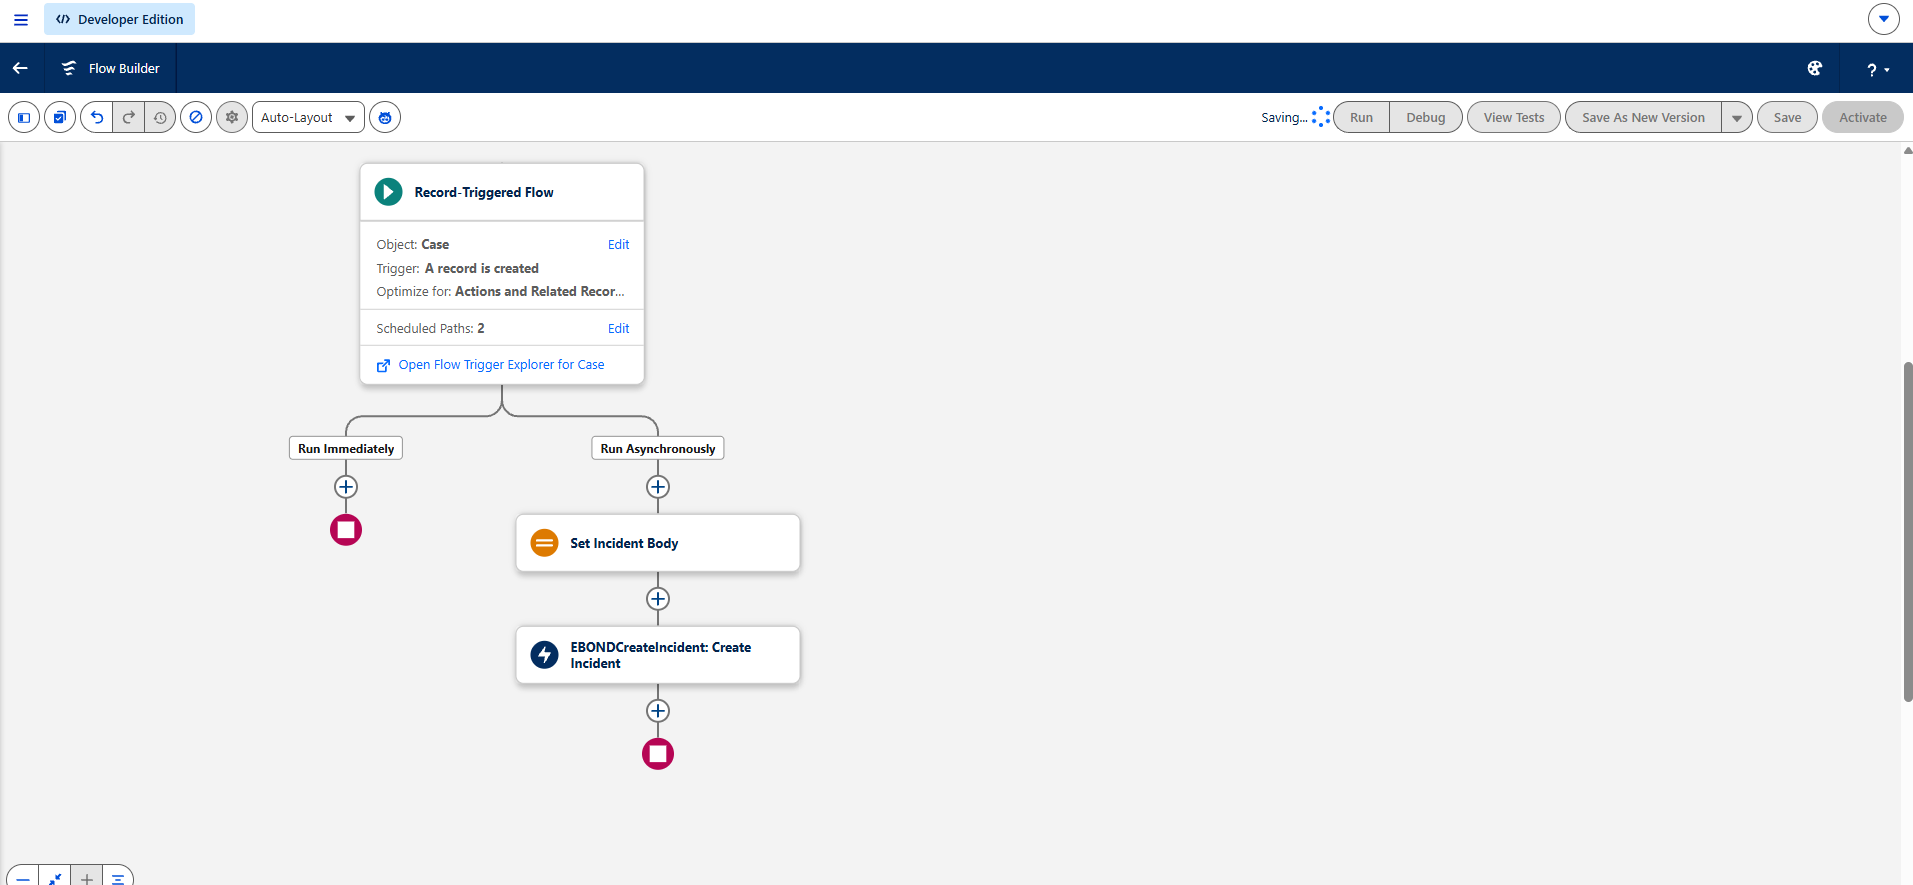 Developer Edition
Flow Builder
?
Auto-Layout
Saving...
Run
Debug
View Tests
Save As New Version
Save
Activate
Record-Triggered Flow
Object: Case
Edit
Trigger: A record is created
Optimize for: Actions and Related Recor...
Scheduled Paths: 2
Edit
Open Flow Trigger Explorer for Case
Run Immediately
Run Asynchronously
Set Incident Body
EBONDCreateIncident: Create
Incident